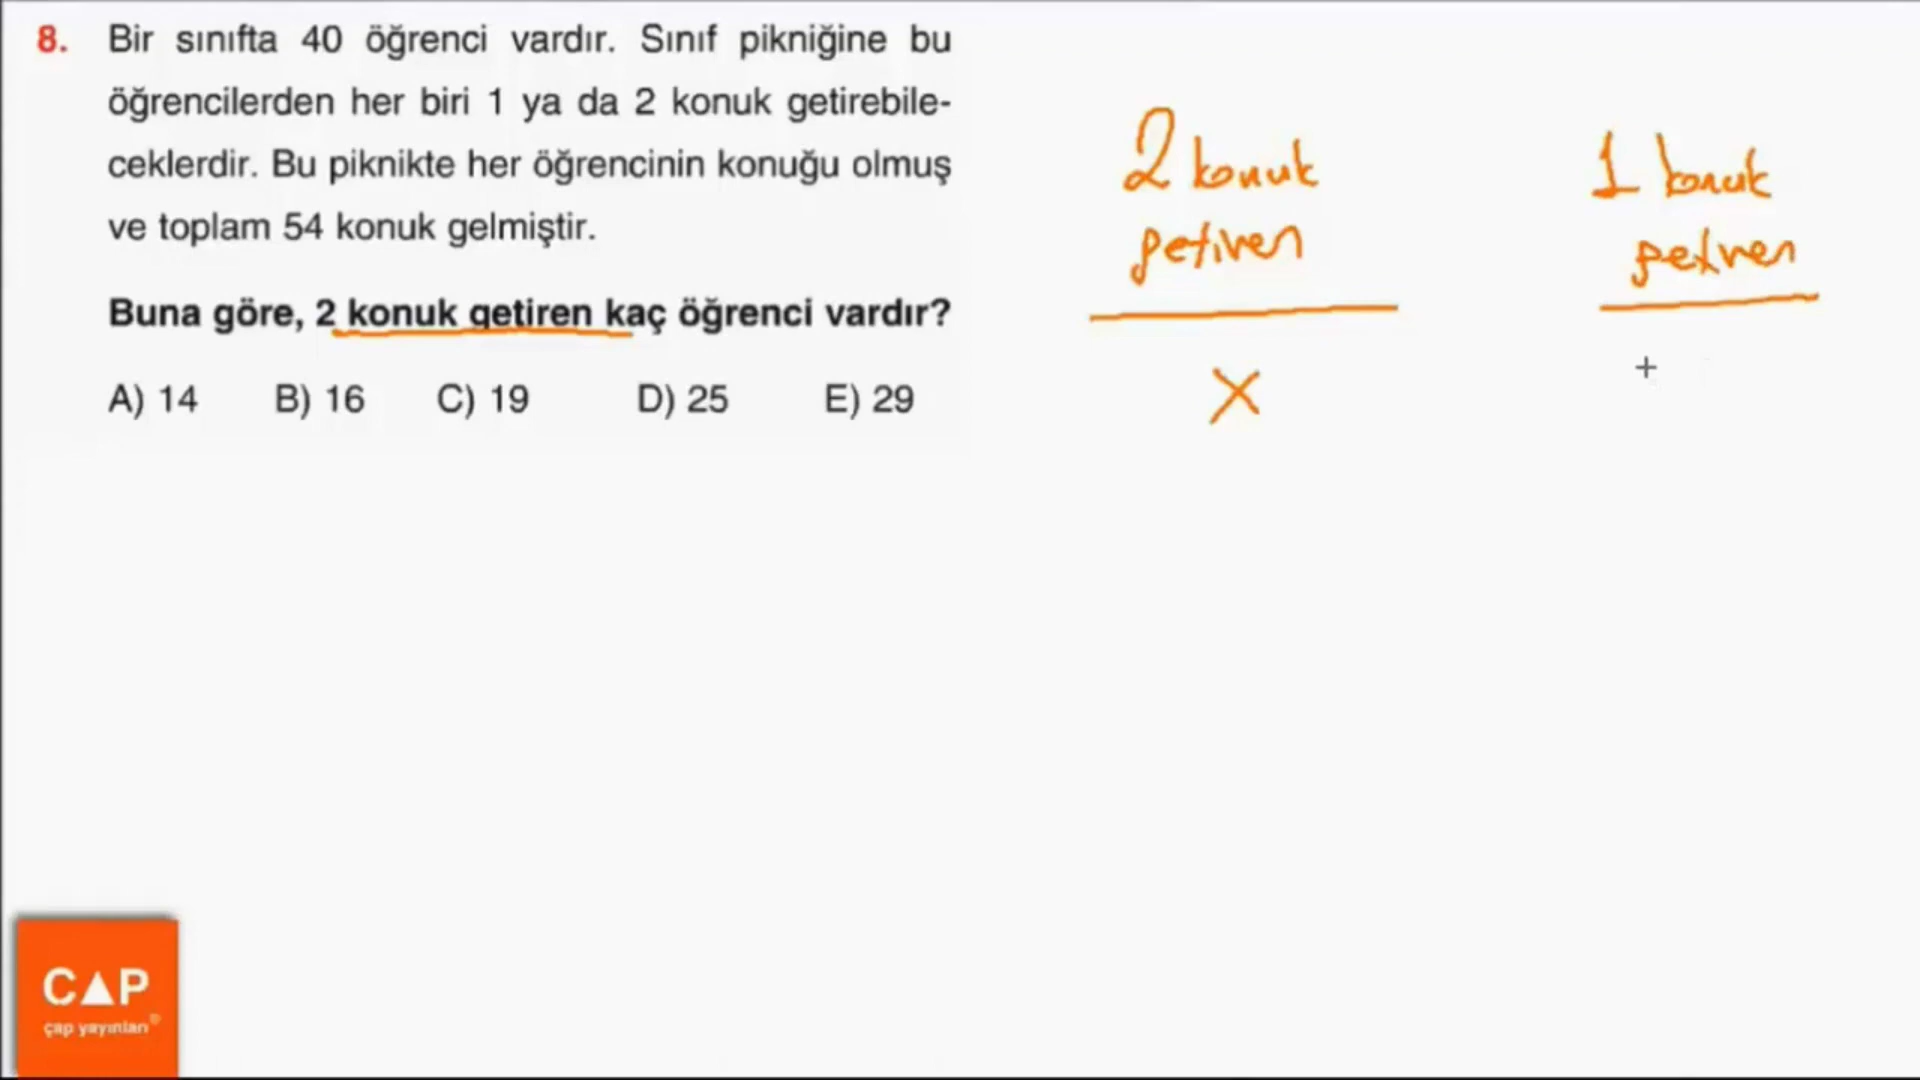 8. Bir sınıfta 40 öğrenci vardır. Sınıf pikniğine bu
öğrencilerden her biri 1 ya da 2 konuk getirebile-
ceklerdir. Bu piknikte her öğrencinin konuğu olmuş
ve toplam 54 konuk gelmiştir.
Buna göre, 2 konuk getiren kaç öğrenci vardır?
A) 14 B) 16 C) 19 D) 25 E) 29
2 konuk
getiren
x
1 konuk
getiren
CAP
çap yayınları®